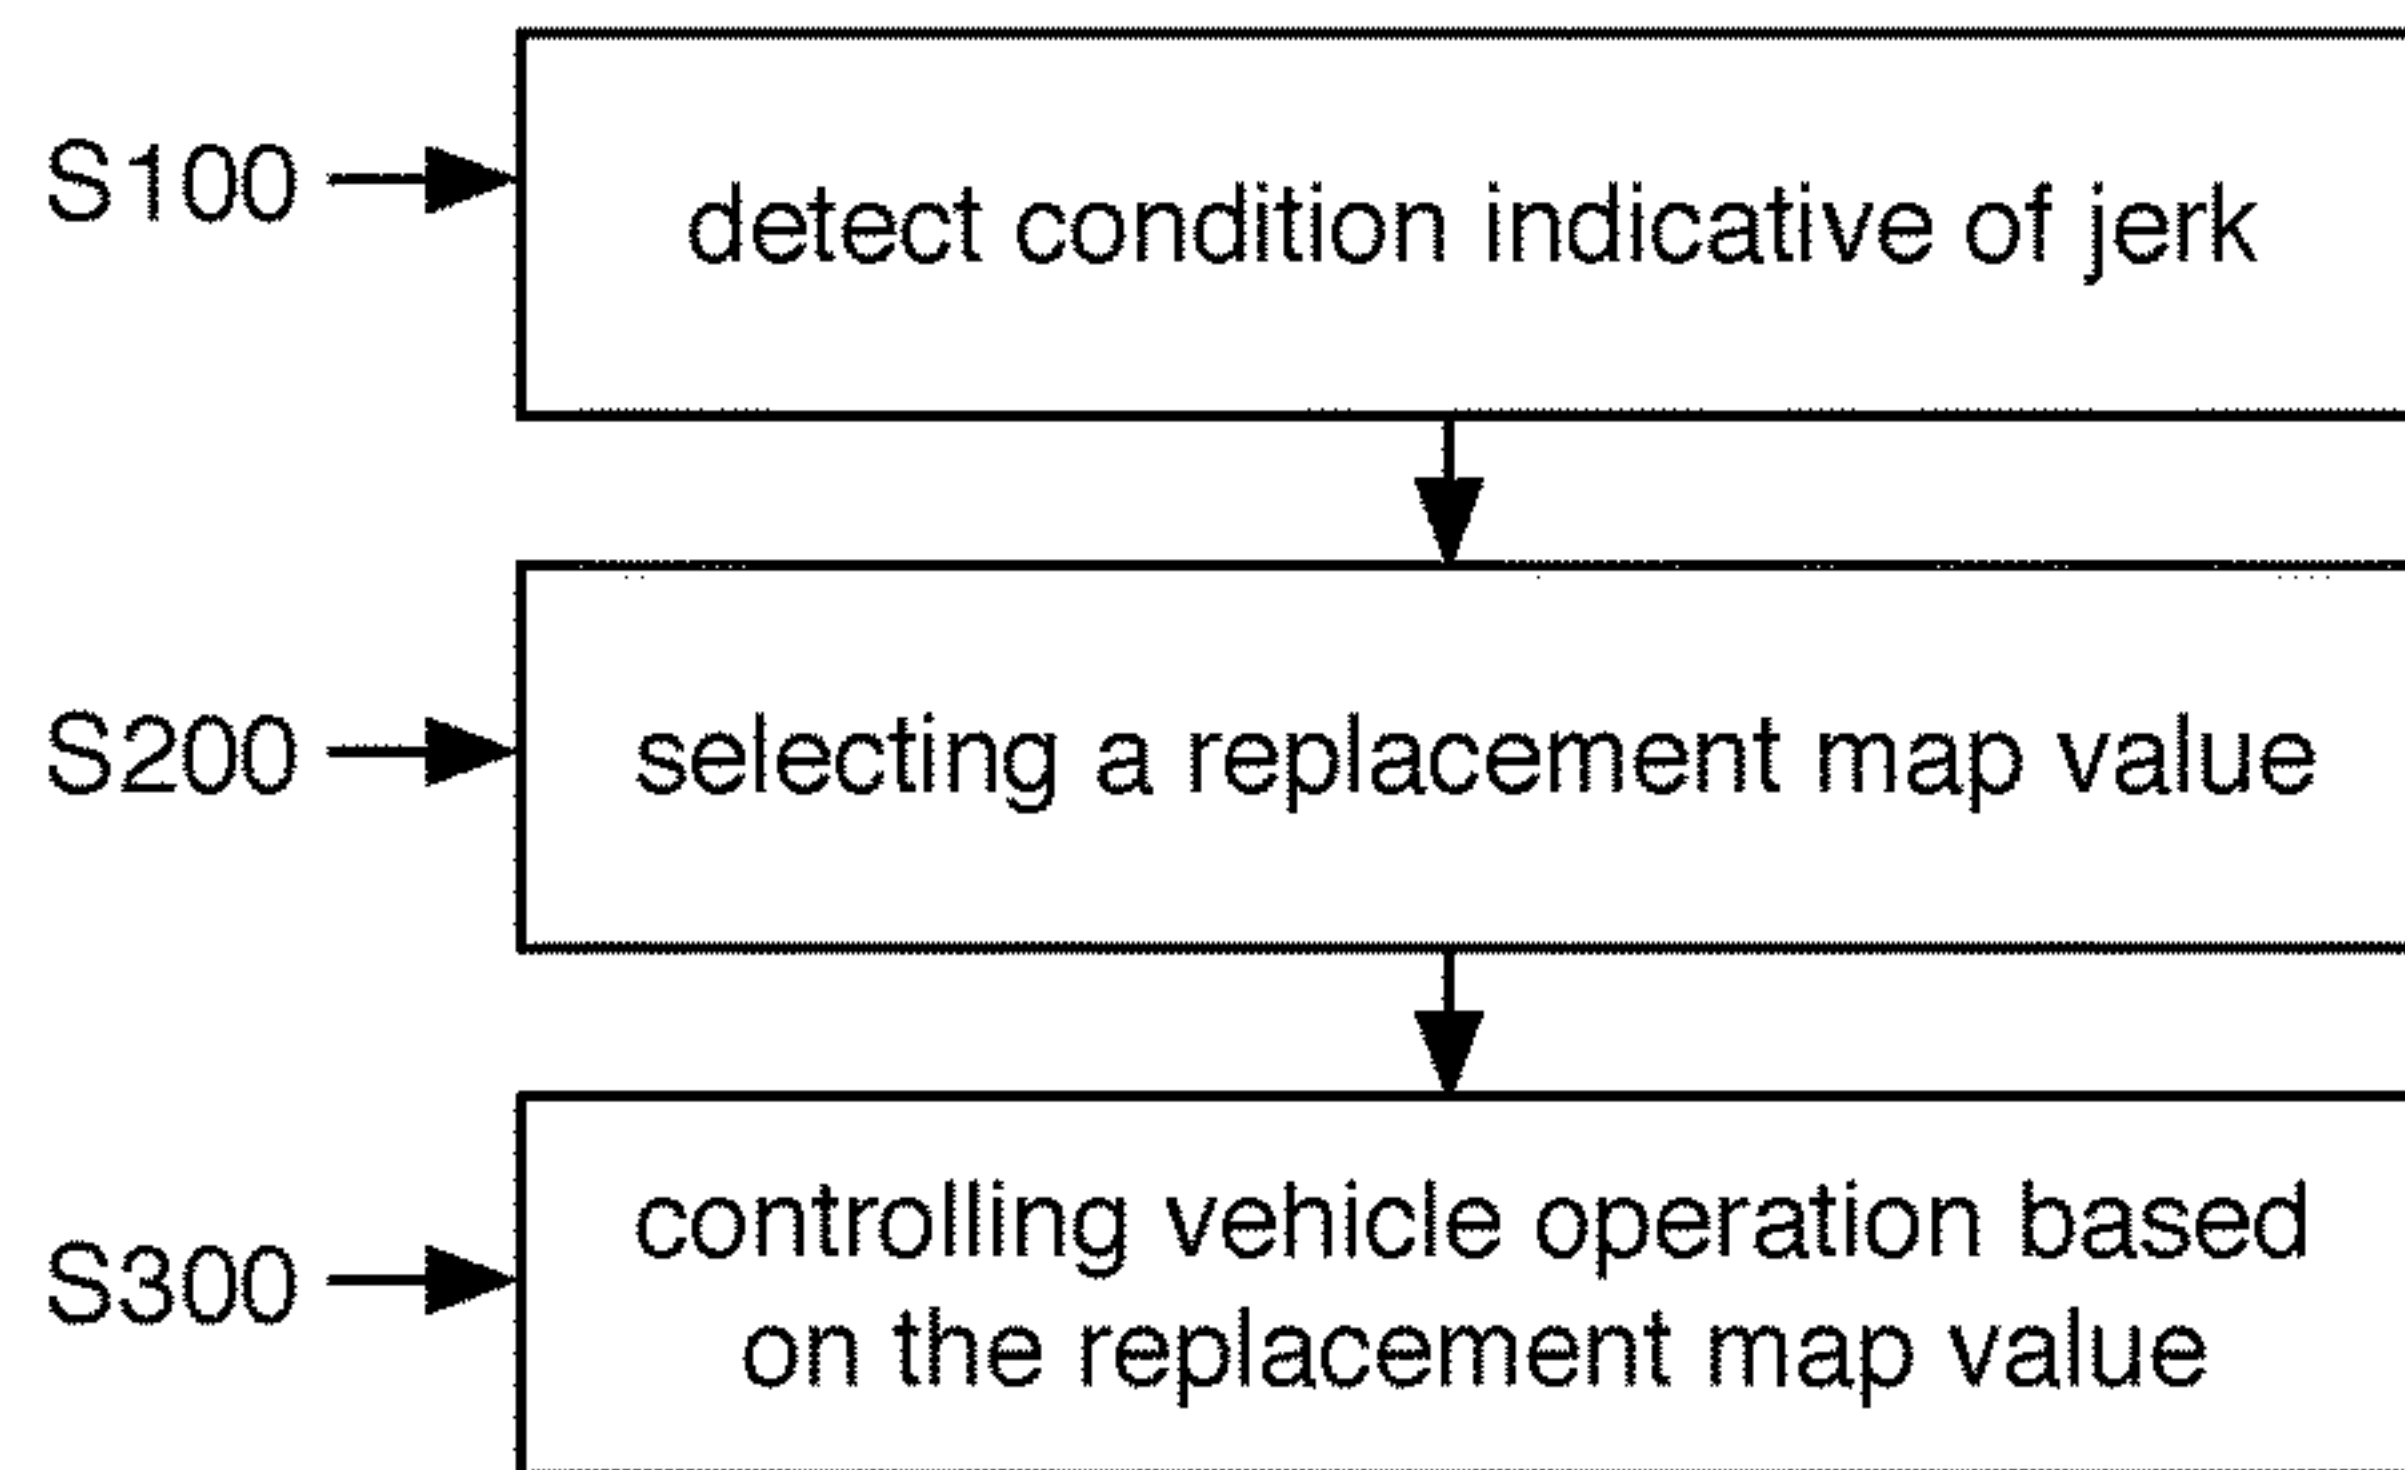 S100
detect condition indicative of jerk
S200
selecting a replacement map value
S300
controlling vehicle operation based
on the replacement map value